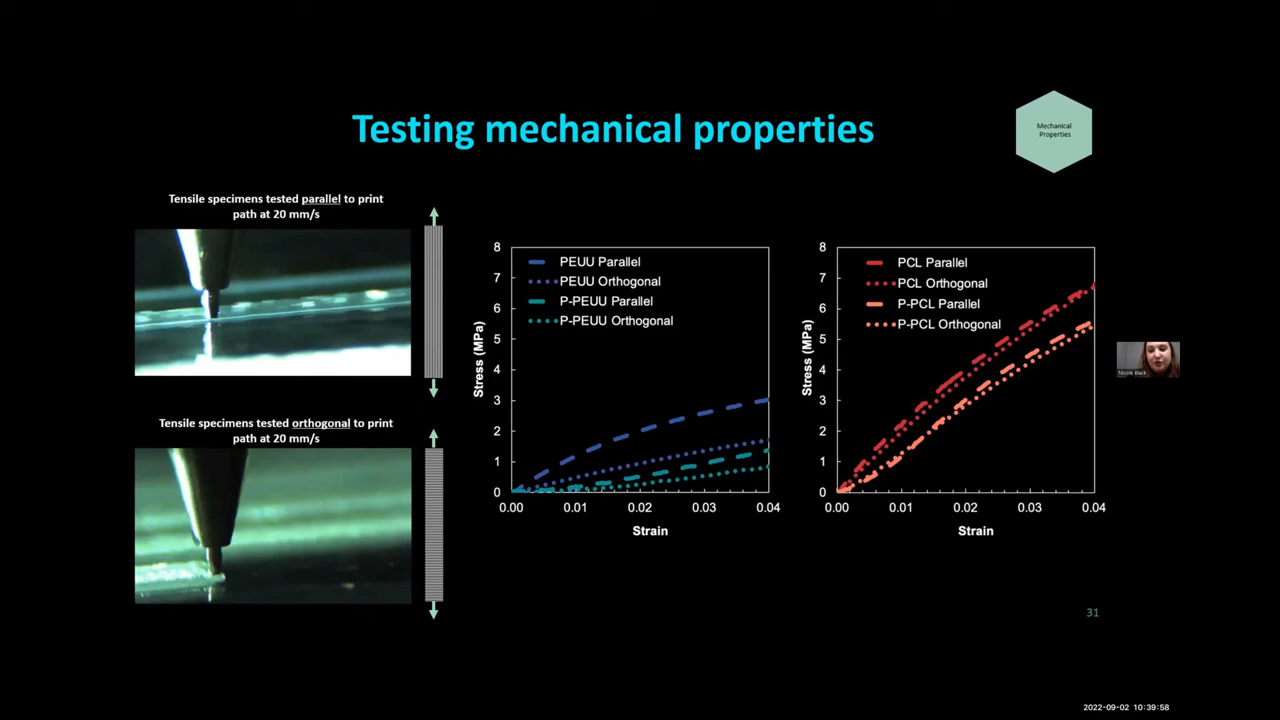 Testing mechanical properties
Mechanical
Properties
Tensile specimens tested parallel to print
path at 20 mm/s
Tensile specimens tested orthogonal to print
path at 20 mm/s
Stress (MPa)
8
7
6
5
4
3
2
1
0
PEUU Parallel
PEUU Orthogonal
P-PEUU Parallel
P-PEUU Orthogonal
0.00 0.01 0.02 0.03 0.04
Strain
Stress (MPa)
8
7
6
5
4
3
2
1
0
PCL Parallel
PCL Orthogonal
P-PCL Parallel
P-PCL Orthogonal
0.00 0.01 0.02 0.03 0.04
Strain
Nicole Black
31
2022-09-02 10:39:58